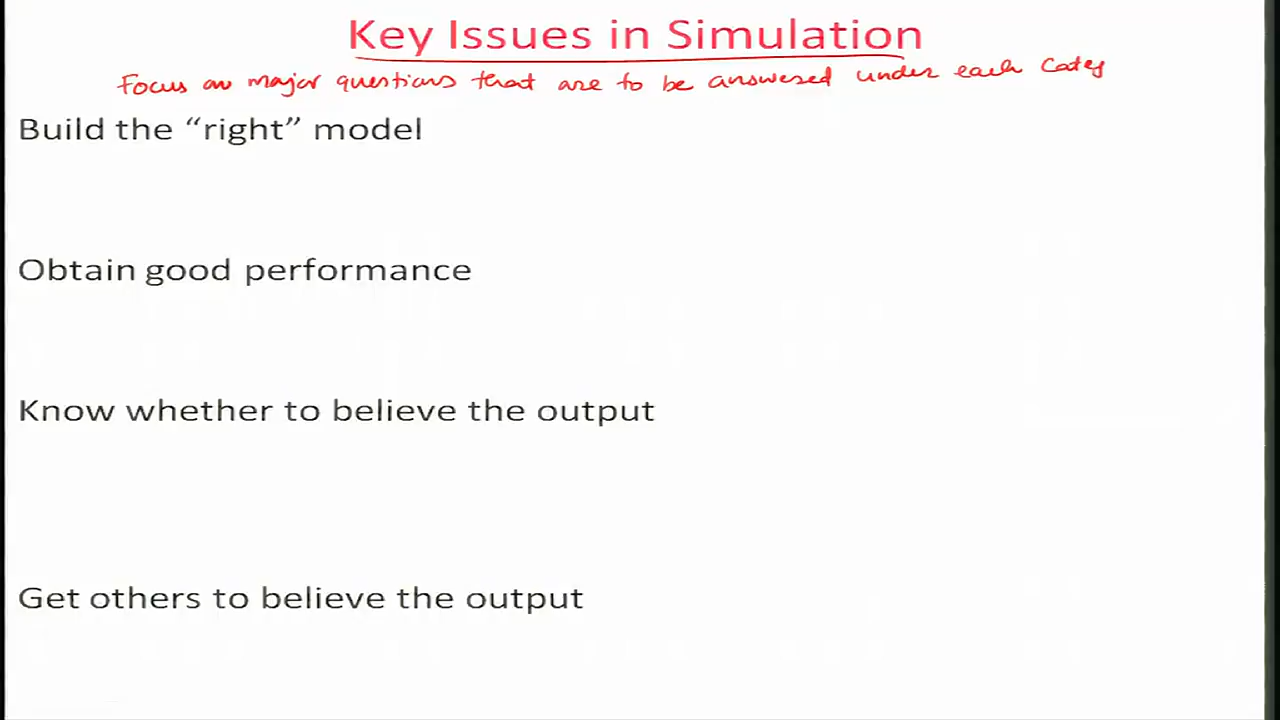 Key Issues in Simulation
Focus on major questions that are to be answered under each Categ
Build the “right” model
Obtain good performance
Know whether to believe the output
Get others to believe the output